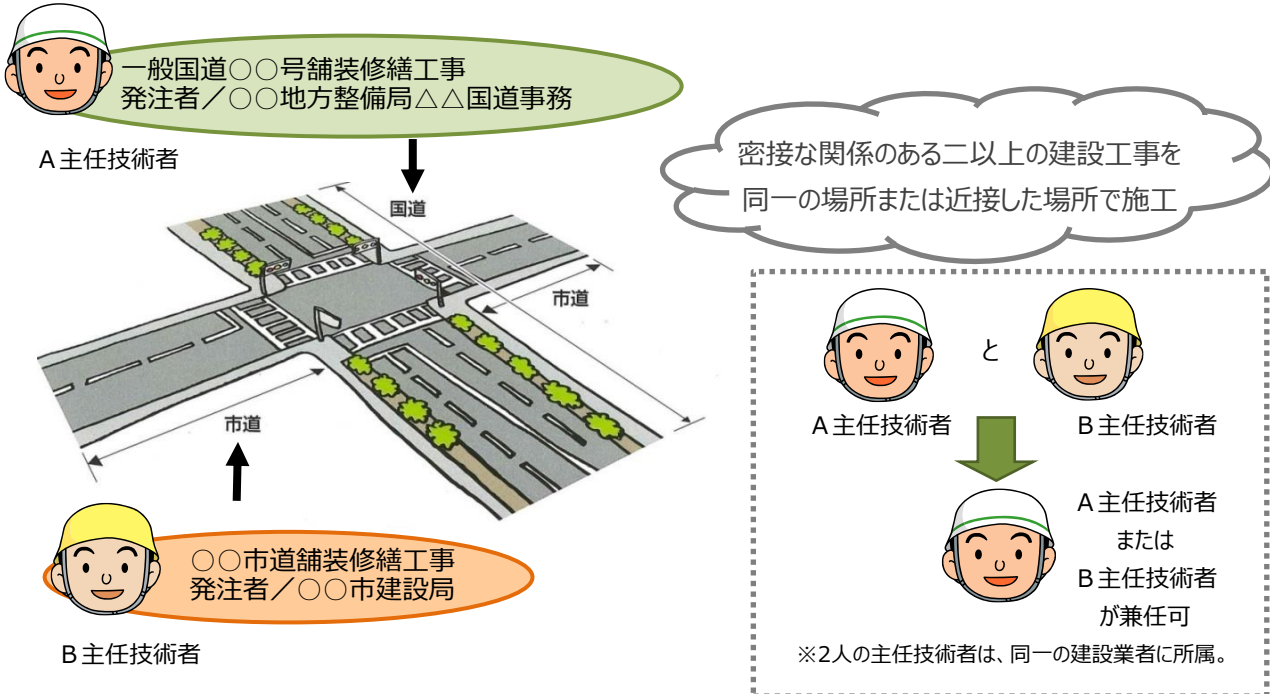 一般国道○○号舗装修繕工事
発注者／○○地方整備局△△国道事務
A主任技術者
国道
市道
市道
○○市道舗装修繕工事
発注者／○○市建設局
B主任技術者
密接な関係のある二以上の建設工事を
同一の場所または近接した場所で施工
と
A主任技術者
B主任技術者
A主任技術者
または
B主任技術者
が兼任可
※2人の主任技術者は、同一の建設業者に所属。